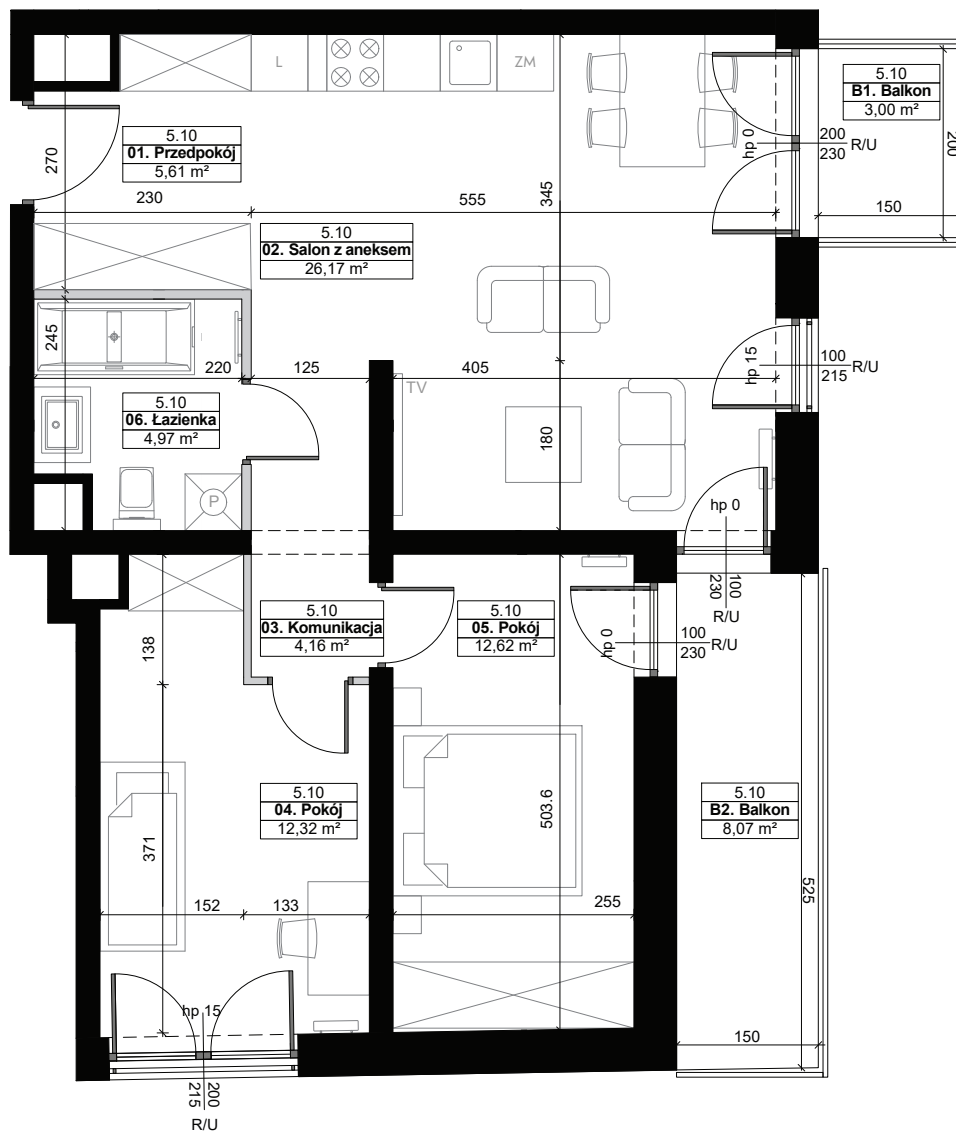 L
ZM
5.10
B1. Balkon
3,00 m²
200
150
5.10
01. Przedpokój
5,61 m²
270
230
555
345
hp 0
200
230
R/U
5.10
02. Salon z aneksem
26,17 m²
245
220
125
405
TV
hp 15
100
215
R/U
5.10
06. Łazienka
4,97 m²
P
180
hp 0
100
230
R/U
5.10
03. Komunikacja
4,16 m²
5.10
05. Pokój
12,62 m²
hp 0
100
230
R/U
138
5.10
04. Pokój
12,32 m²
371
503.6
5.10
B2. Balkon
8,07 m²
525
152
133
255
hp 15
150
200
215
R/U